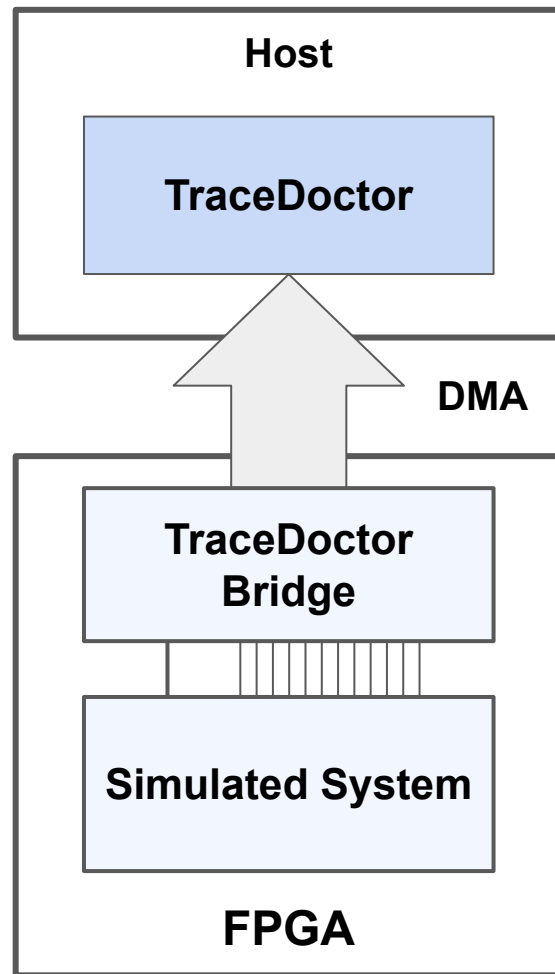 Host
TraceDoctor
DMA
TraceDoctor
Bridge
Simulated System
FPGA